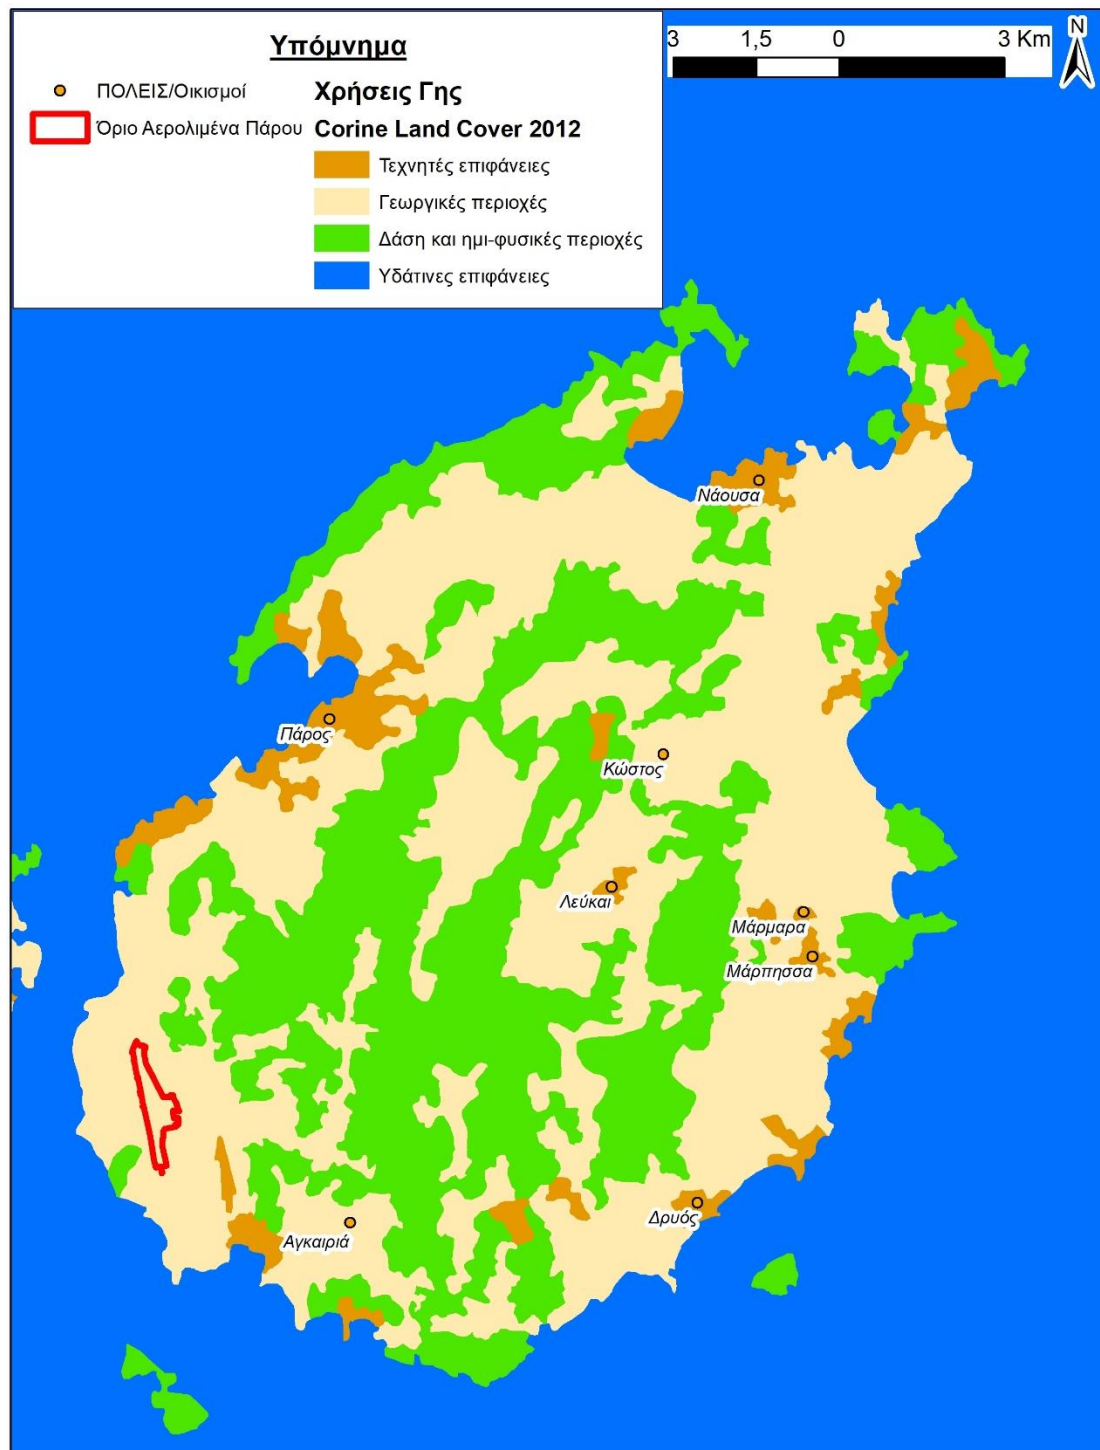 Υπόμνημα
ΠΟΛΕΙΣ/Οικισμοί
Όριο Αερολιμένα Πάρου
Χρήσεις Γης
Corine Land Cover 2012
Τεχνητές επιφάνειες
Γεωργικές περιοχές
Δάση και ημι-φυσικές περιοχές
Υδάτινες επιφάνειες
3 1,5 0 3 Km
N
Νάουσα
Πάρος
Κώστος
Λεύκαι
Μάρμαρα
Μάρπησσα
Δρυός
Αγκαιριά